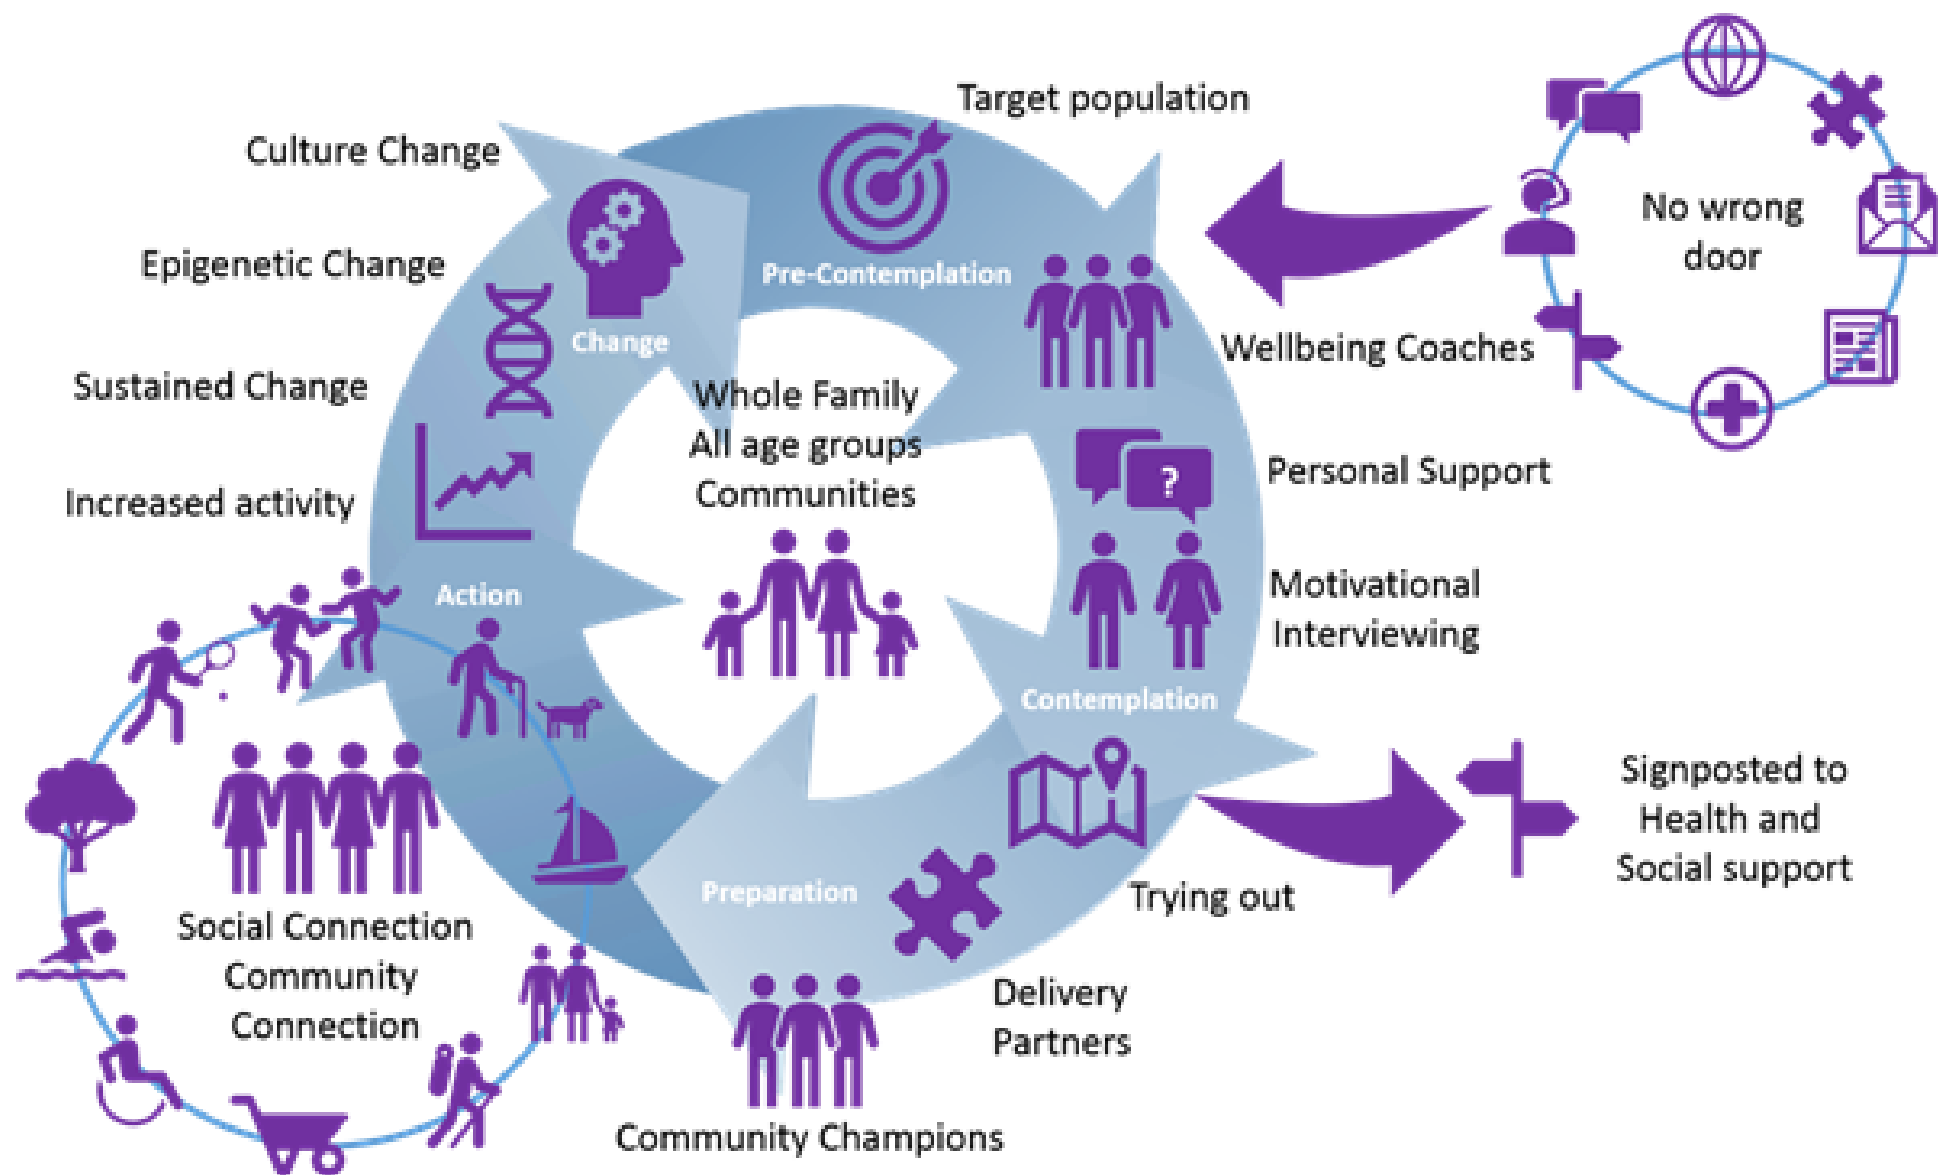 Target population
Culture Change
No wrong
door
Epigenetic Change
Pre-Contemplation
Change
Wellbeing Coaches
Sustained Change
Whole Family
All age groups
Communities
Personal Support
?
Increased activity
Motivational
Interviewing
Action
Contemplation
Signposted to
Health and
Social support
Preparation
Trying out
Social Connection
Community
Connection
Delivery
Partners
Community Champions